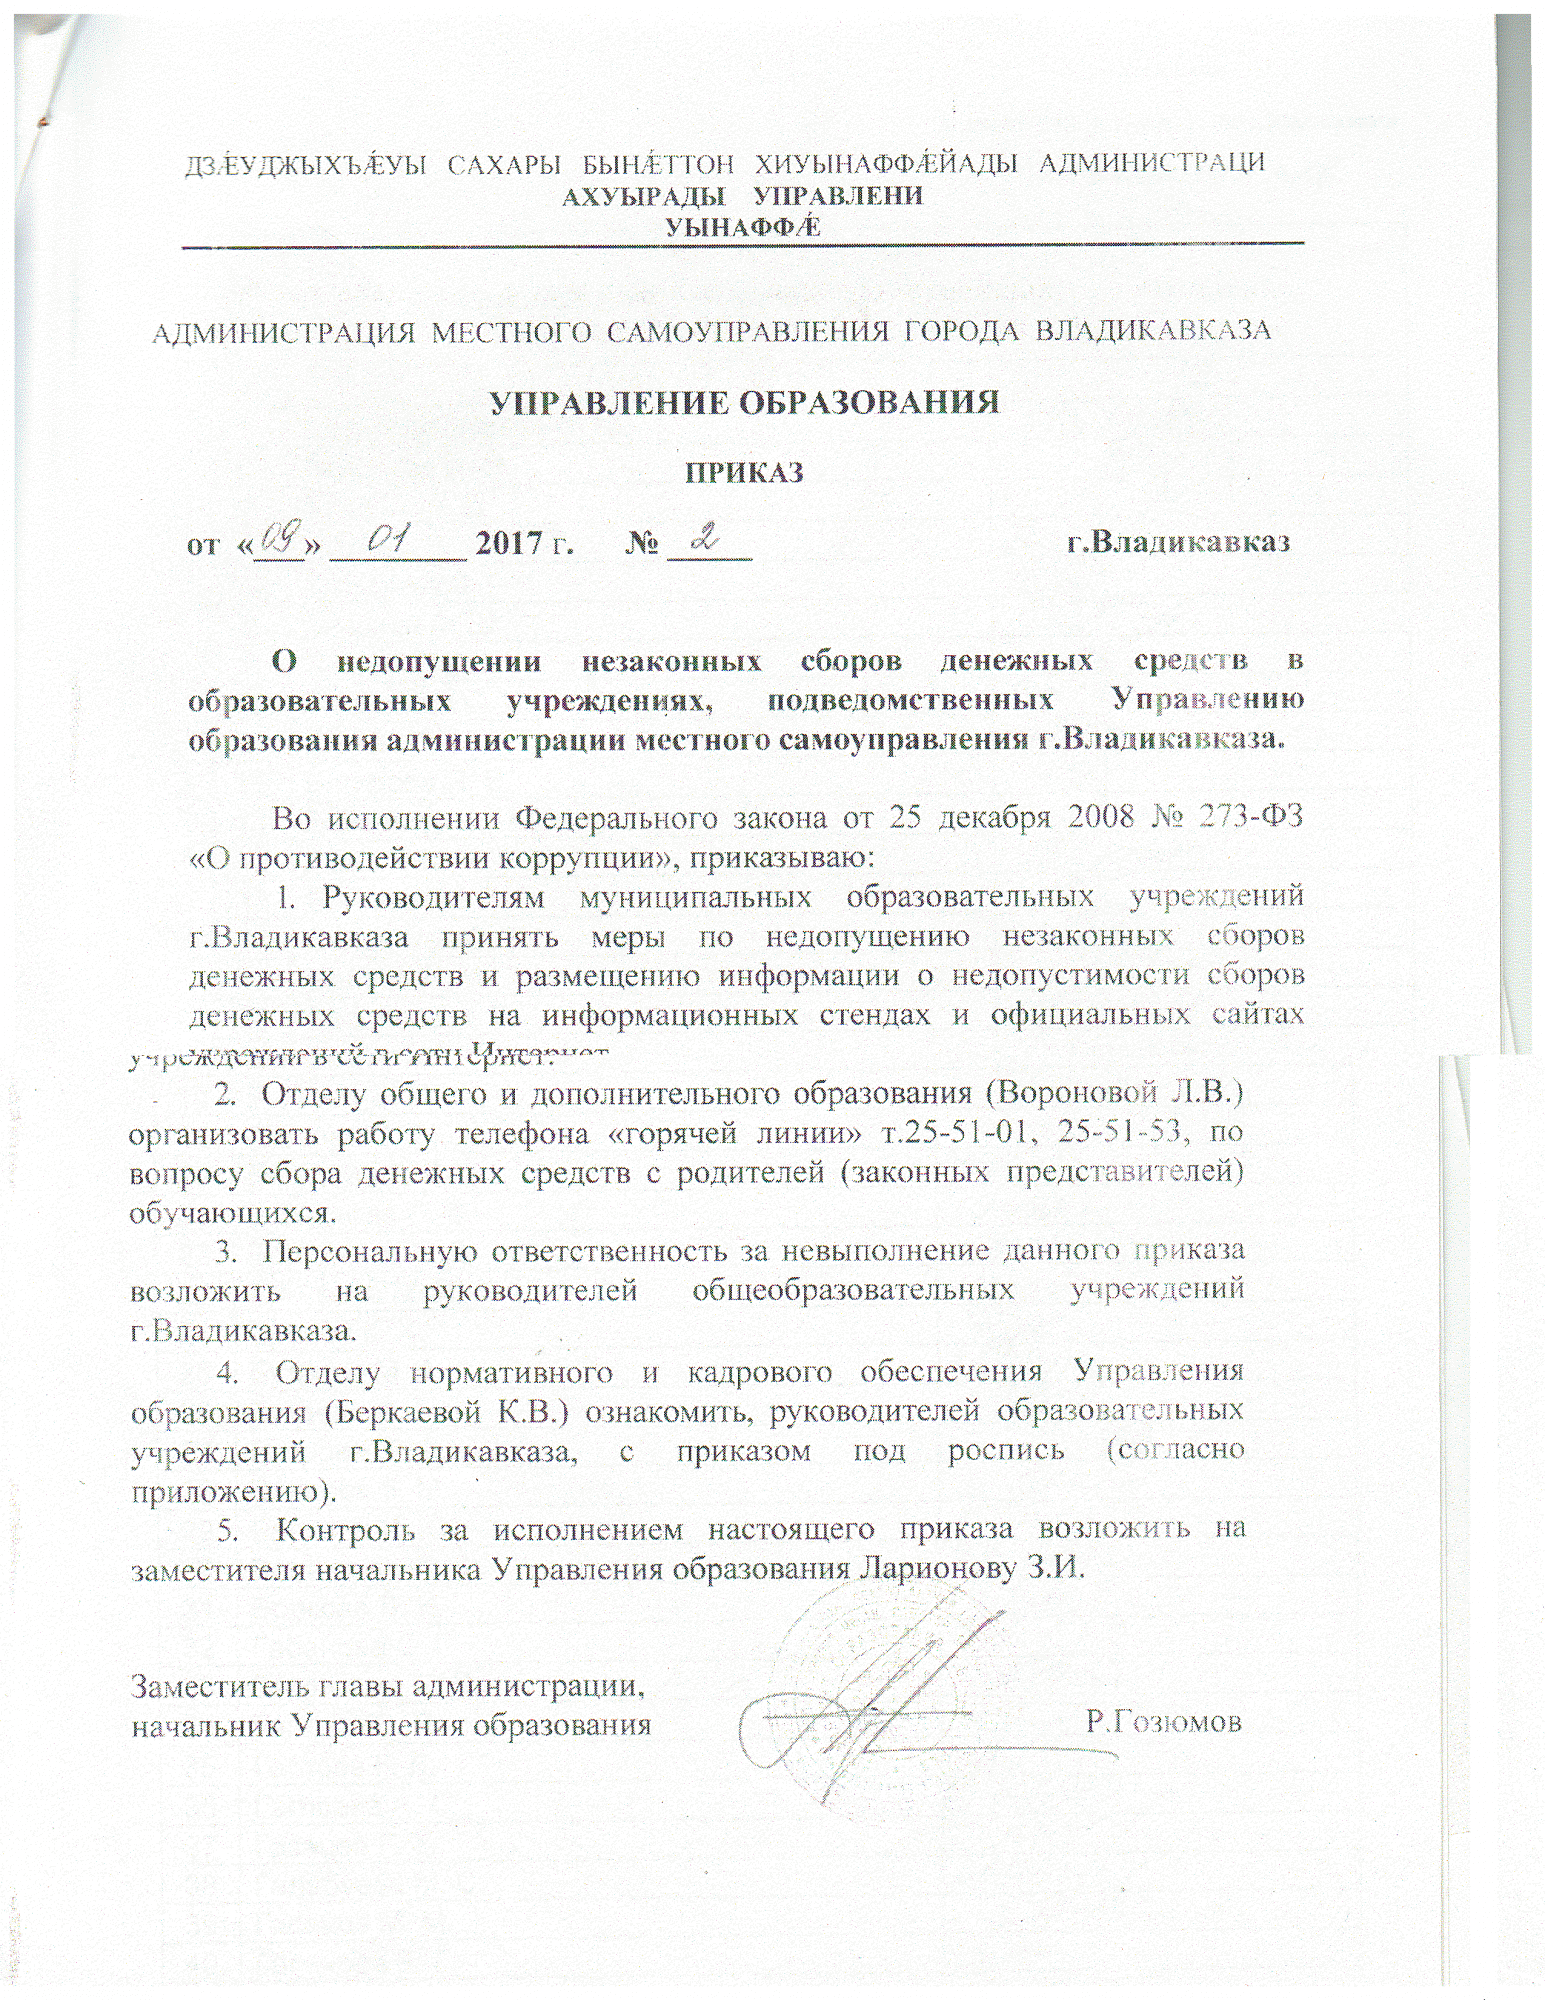 ДЗǼУДЖЫХЪǼУЫ САХАРЫ БЫНǼТТОН ХИУЫНАФФǼЙАДЫ АДМИНИСТРАЦИ
АХУЫРАДЫ УПРАВЛЕНИ
УЫНАФФǼ
АДМИНИСТРАЦИЯ МЕСТНОГО САМОУПРАВЛЕНИЯ ГОРОДА ВЛАДИКАВКАЗА
УПРАВЛЕНИЕ ОБРАЗОВАНИЯ
ПРИКАЗ
от «09» 01 2017 г. № 2 г.Владикавказ
О недопущении незаконных сборов денежных средств в
образовательных учреждениях, подведомственных Управлению
образования администрации местного самоуправления г.Владикавказа.
Во исполнении Федерального закона от 25 декабря 2008 № 273-ФЗ
«О противодействии коррупции», приказываю:
1. Руководителям муниципальных образовательных учреждений
г.Владикавказа принять меры по недопущению незаконных сборов
денежных средств и размещению информации о недопустимости сборов
денежных средств на информационных стендах и официальных сайтах
учреждений в сети Интернет.
2. Отделу общего и дополнительного образования (Вороновой Л.В.)
организовать работу телефона «горячей линии» т.25-51-01, 25-51-53, по
вопросу сбора денежных средств с родителей (законных представителей)
обучающихся.
3. Персональную ответственность за невыполнение данного приказа
возложить на руководителей общеобразовательных учреждений
г.Владикавказа.
4. Отделу нормативного и кадрового обеспечения Управления
образования (Беркаевой К.В.) ознакомить, руководителей образовательных
учреждений г.Владикавказа, с приказом под роспись (согласно
приложению).
5. Контроль за исполнением настоящего приказа возложить на
заместителя начальника Управления образования Ларионову З.И.
Заместитель главы администрации,
начальник Управления образования Р.Гозюмов